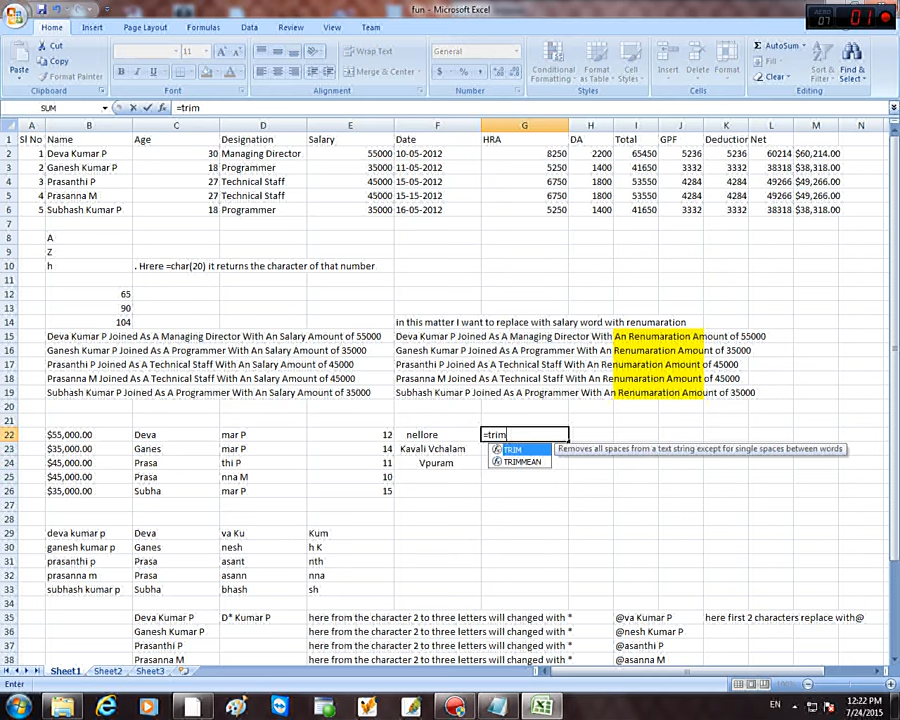 fun - Microsoft Excel
AERO 07 01
Home Insert Page Layout Formulas Data Review View Team
Cut Copy Format Painter Paste
11 A A Wrap Text General AutoSum
B I U Merge & Center $ % , Conditional Formatting Format as Table Cell Styles Insert Delete Format Fill Clear Sort & Filter Find & Select
Clipboard Font Alignment Number Styles Cells Editing
SUM fx =trim
A B C D E F G H I J K L M N
1 Sl No Name Age Designation Salary Date HRA DA Total GPF Deduction Net
2 1 Deva Kumar P 30 Managing Director 55000 10-05-2012 8250 2200 65450 5236 5236 60214 $60,214.00
3 2 Ganesh Kumar P 18 Programmer 35000 11-05-2012 5250 1400 41650 3332 3332 38318 $38,318.00
4 3 Prasanthi P 27 Technical Staff 45000 15-05-2012 6750 1800 53550 4284 4284 49266 $49,266.00
5 4 Prasanna M 27 Technical Staff 45000 15-15-2012 6750 1800 53550 4284 4284 49266 $49,266.00
6 5 Subhash Kumar P 18 Programmer 35000 16-05-2012 5250 1400 41650 3332 3332 38318 $38,318.00
7
8 A
9 Z
10 h . Hrere =char(20) it returns the character of that number
11
12 65
13 90
14 104 in this matter I want to replace with salary word with renumaration
15 Deva Kumar P Joined As A Managing Director With An Salary Amount of 55000 Deva Kumar P Joined As A Managing Director With An Renumaration Amount of 55000
16 Ganesh Kumar P Joined As A Programmer With An Salary Amount of 35000 Ganesh Kumar P Joined As A Programmer With An Renumaration Amount of 35000
17 Prasanthi P Joined As A Technical Staff With An Salary Amount of 45000 Prasanthi P Joined As A Technical Staff With An Renumaration Amount of 45000
18 Prasanna M Joined As A Technical Staff With An Salary Amount of 45000 Prasanna M Joined As A Technical Staff With An Renumaration Amount of 45000
19 Subhash Kumar P Joined As A Programmer With An Salary Amount of 35000 Subhash Kumar P Joined As A Programmer With An Renumaration Amount of 35000
20
21
22 $55,000.00 Deva mar P 12 nellore =trim
23 $35,000.00 Ganes mar P 14 Kavali Vchalam TRIM Removes all spaces from a text string except for single spaces between words
24 $45,000.00 Prasa thi P 11 Vpuram TRIMMEAN
25 $45,000.00 Prasa nna M 10
26 $35,000.00 Subha mar P 15
27
28
29 deva kumar p Deva va Ku Kum
30 ganesh kumar p Ganes nesh h K
31 prasanthi p Prasa asant nth
32 prasanna m Prasa asann nna
33 subhash kumar p Subha bhash sh
34
35 Deva Kumar P D* Kumar P here from the character 2 to three letters will changed with * @va Kumar P here first 2 characters replace with@
36 Ganesh Kumar P here from the character 2 to three letters will changed with * @nesh Kumar P
37 Prasanthi P here from the character 2 to three letters will changed with * @asanthi P
38 Prasanna M here from the character 2 to three letters will changed with * @asanna M
Sheet1 Sheet2 Sheet3
Enter 100%
EN 12:22 PM
7/24/2015